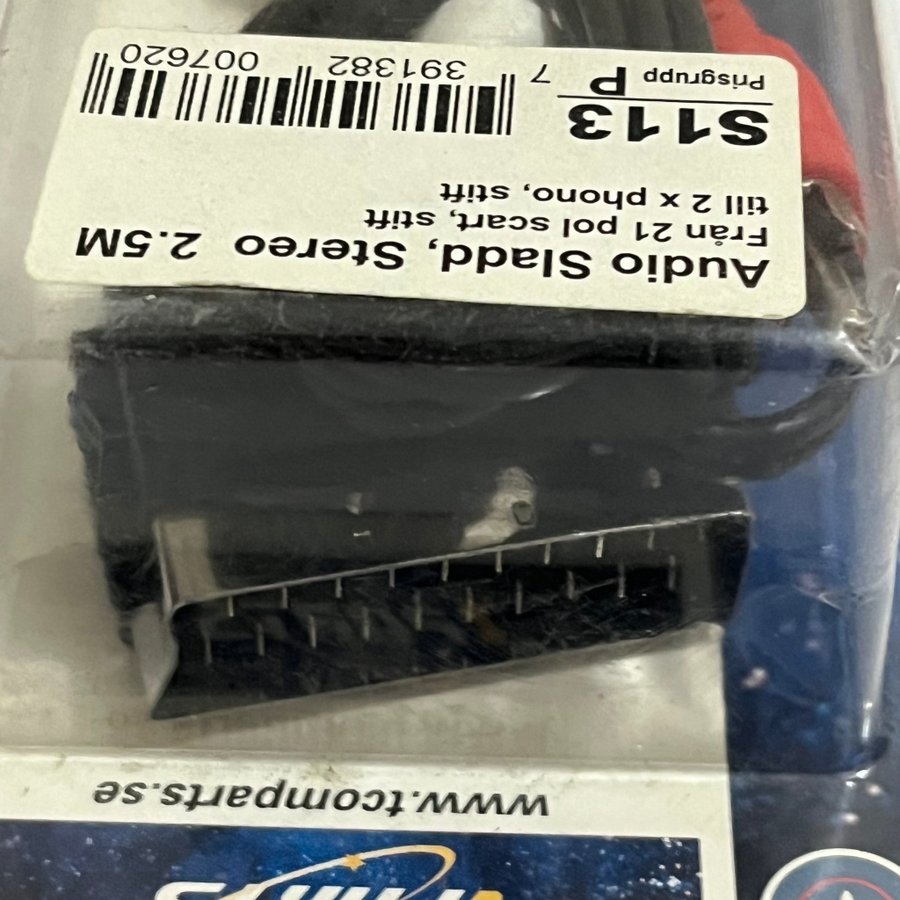 www.tcomparts.se
Audio Sladd, Stereo 2.5M
Från 21 pol scart, stift
till 2 x phono, stift
S113
Prisgrupp P
7 391382 007620